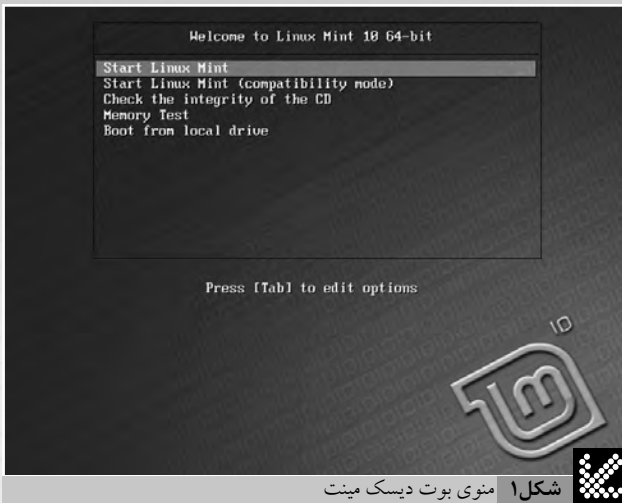 Welcome to Linux Mint 10 64-bit
Start Linux Mint
Start Linux Mint (compatibility mode)
Check the integrity of the CD
Memory Test
Boot from local drive
Press [Tab] to edit options
10
شکل۱ منوی بوت دیسک مینت